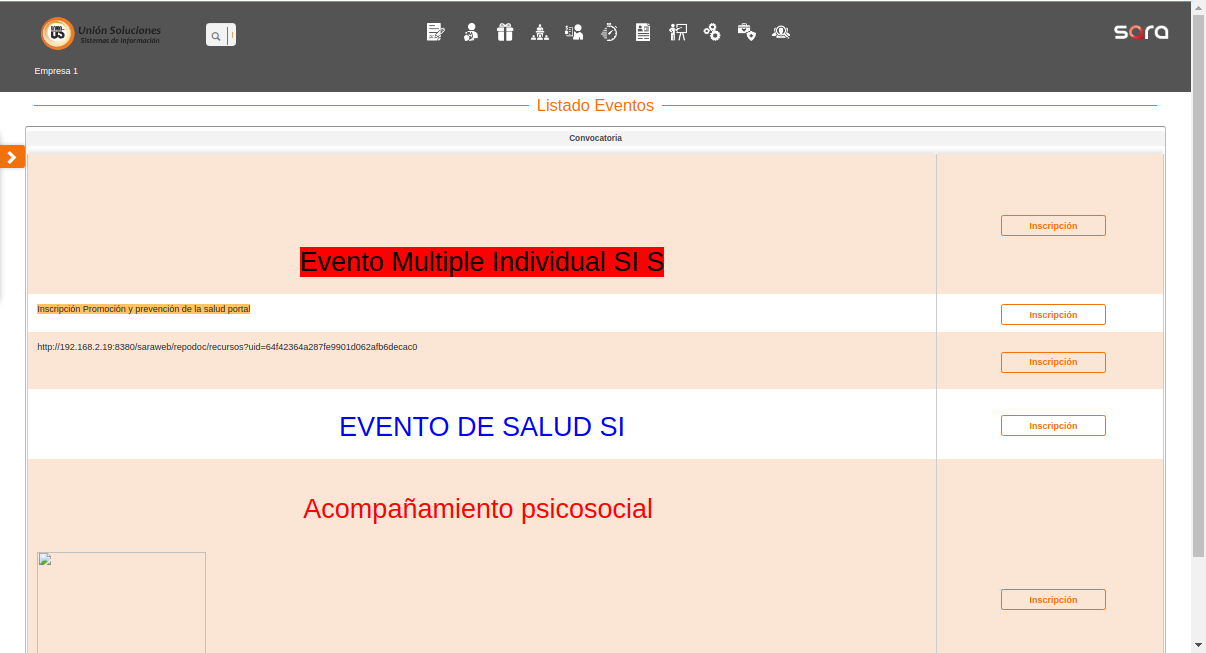 Unión Soluciones
Sistemas de Información
sara
Empresa 1
Listado Eventos
Convocatoria
Inscripción
Evento Multiple Individual SI S
Inscripción Promoción y prevención de la salud portal
Inscripción
http://192.168.2.19:8380/saraweb/repodoc/recursos?uid=64f42364a287fe9901d062afb6decac0
Inscripción
EVENTO DE SALUD SI
Inscripción
Acompañamiento psicosocial
Inscripción